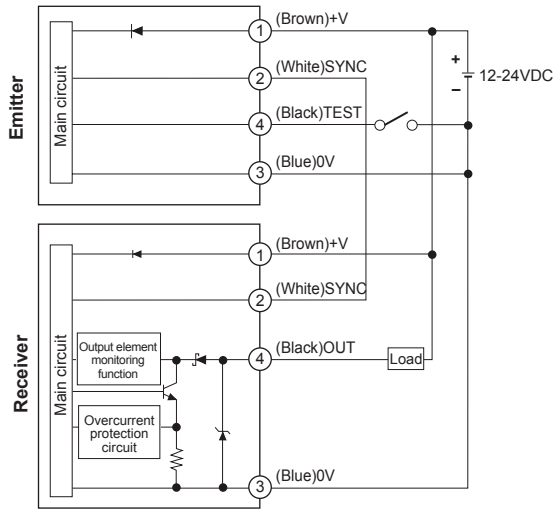 Emitter
Main circuit
1
(Brown)+V
2
(White)SYNC
4
(Black)TEST
3
(Blue)0V
+
−
12-24VDC
Receiver
Main circuit
1
(Brown)+V
2
(White)SYNC
Output element
monitoring
function
4
(Black)OUT
Load
Overcurrent
protection
circuit
3
(Blue)0V